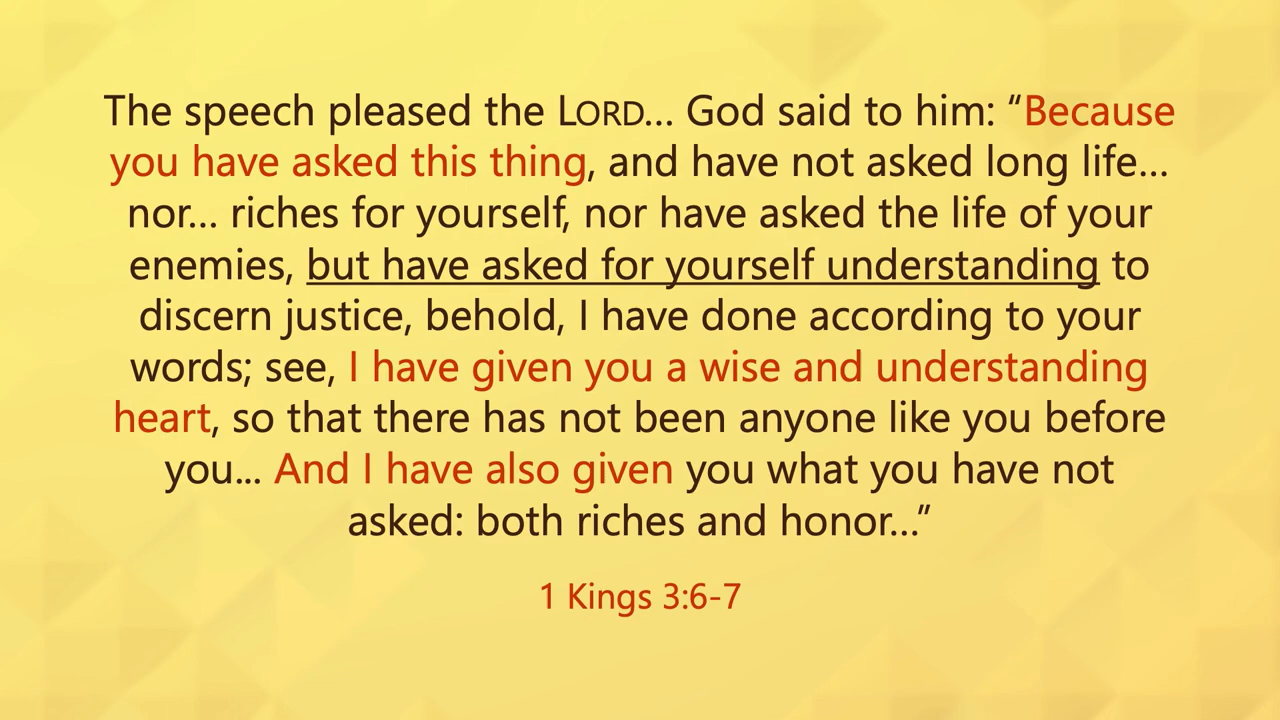 The speech pleased the LORD... God said to him: “Because
you have asked this thing, and have not asked long life...
nor... riches for yourself, nor have asked the life of your
enemies, but have asked for yourself understanding to
discern justice, behold, I have done according to your
words; see, I have given you a wise and understanding
heart, so that there has not been anyone like you before
you... And I have also given you what you have not
asked: both riches and honor...”
1 Kings 3:6-7